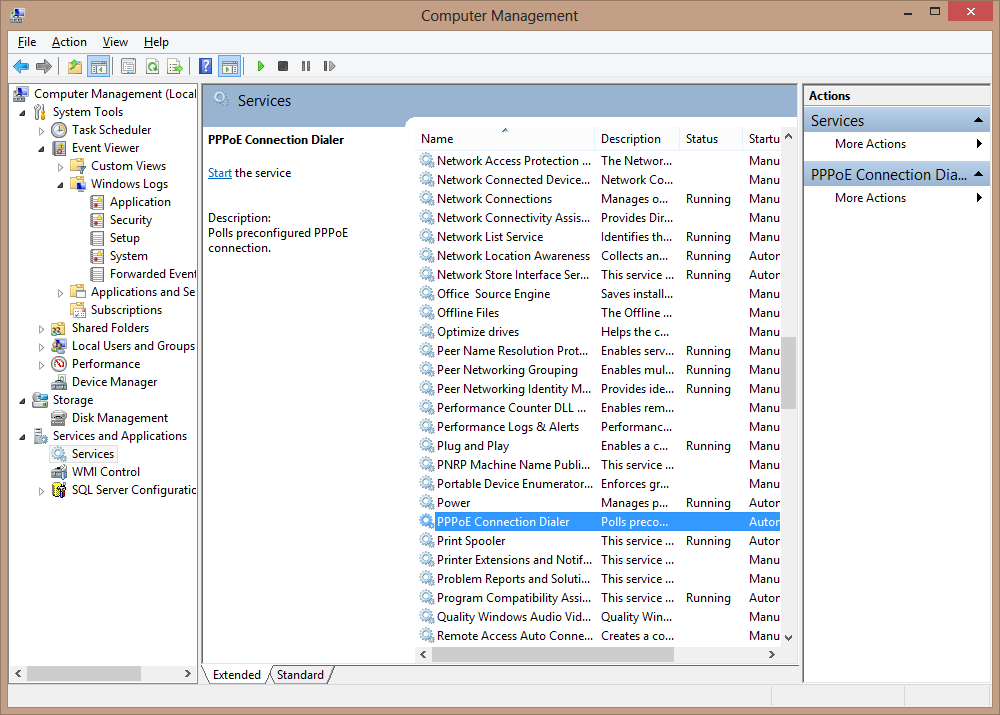 Computer Management
File Action View Help
Computer Management (Local
System Tools
Task Scheduler
Event Viewer
Custom Views
Windows Logs
Application
Security
Setup
System
Forwarded Event
Applications and Se
Subscriptions
Shared Folders
Local Users and Groups
Performance
Device Manager
Storage
Disk Management
Services and Applications
Services
WMI Control
SQL Server Configuratic
Services
PPPoE Connection Dialer
Start the service
Description:
Polls preconfigured PPPoE
connection.
Name Description Status Startu
Network Access Protection ... The Networ... Manu
Network Connected Device... Network Co... Manu
Network Connections Manages o... Running Manu
Network Connectivity Assis... Provides Dir... Manu
Network List Service Identifies th... Running Manu
Network Location Awareness Collects an... Running Autor
Network Store Interface Ser... This service ... Running Autor
Office  Source Engine Saves install... Manu
Offline Files The Offline ... Manu
Optimize drives Helps the c... Manu
Peer Name Resolution Prot... Enables serv... Running Manu
Peer Networking Grouping Enables mul... Running Manu
Peer Networking Identity M... Provides ide... Running Manu
Performance Counter DLL ... Enables rem... Manu
Performance Logs & Alerts Performanc... Manu
Plug and Play Enables a c... Running Manu
PNRP Machine Name Publi... This service ... Manu
Portable Device Enumerator... Enforces gr... Manu
Power Manages p... Running Autor
PPPoE Connection Dialer Polls preco... Autor
Print Spooler This service ... Running Autor
Printer Extensions and Notif... This service ... Manu
Problem Reports and Soluti... This service ... Manu
Program Compatibility Assi... This service ... Running Autor
Quality Windows Audio Vid... Quality Win... Manu
Remote Access Auto Conne... Creates a co... Manu
Extended Standard
Actions
Services
More Actions
PPPoE Connection Dia...
More Actions